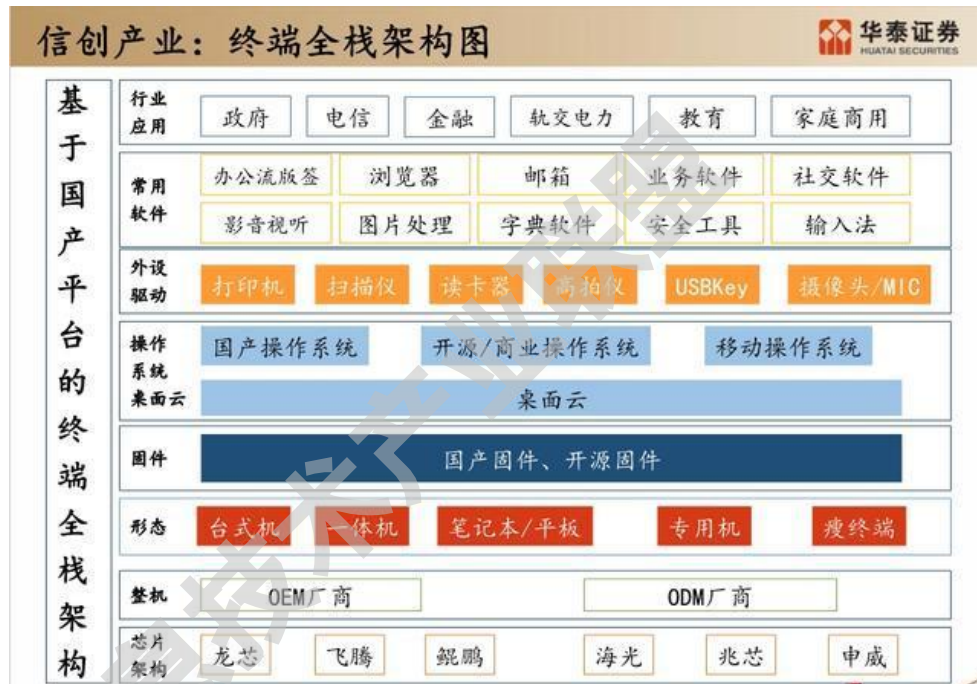 信创产业：终端全栈架构图
华泰证券
HUATAI SECURITIES
基于国产平台的终端全栈架构
行业应用
政府 电信 金融 轨交电力 教育 家庭商用
常用软件
办公流版签 浏览器 邮箱 业务软件 社交软件
影音视听 图片处理 字典软件 安全工具 输入法
外设驱动
打印机 扫描仪 读卡器 高拍仪 USBKey 摄像头/MIC
操作系统桌面云
国产操作系统 开源/商业操作系统 移动操作系统
桌面云
固件
国产固件、开源固件
形态
台式机 一体机 笔记本/平板 专用机 瘦终端
整机
OEM厂商 ODM厂商
芯片架构
龙芯 飞腾 鲲鹏 海光 兆芯 申威
技术产业联盟